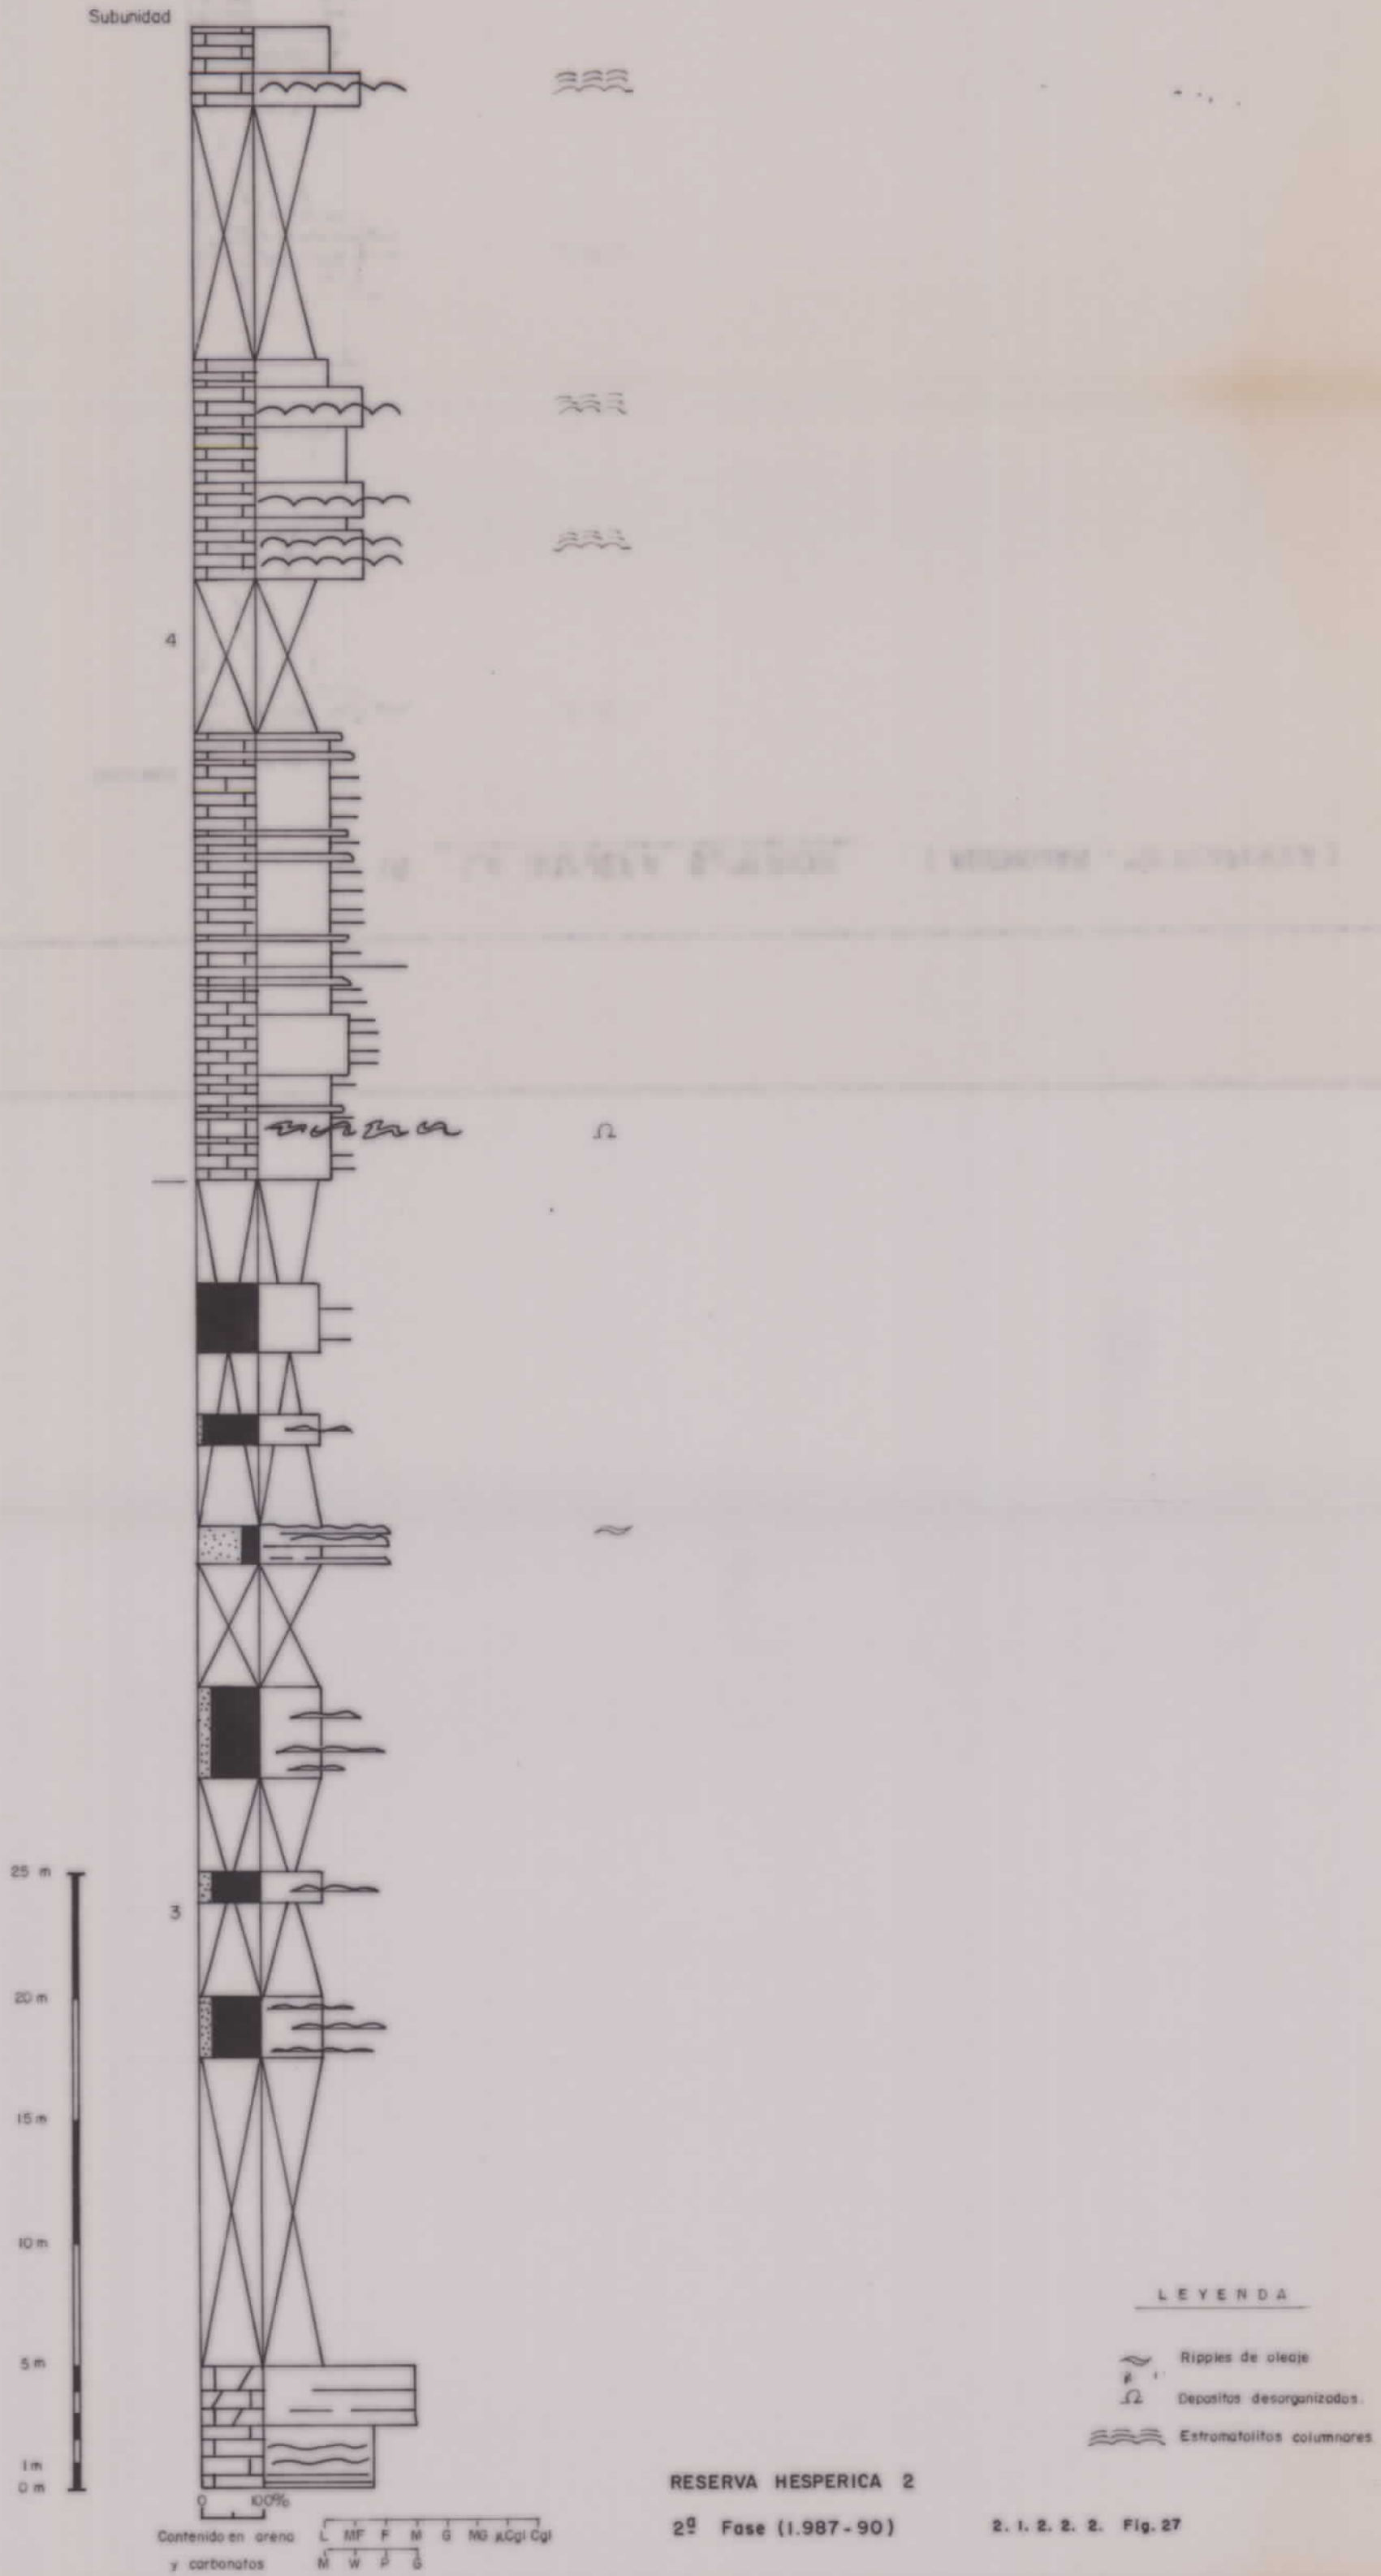 Subunidad
4
3
25 m
20 m
15 m
10 m
5 m
1 m
0 m
0 100%
Contenido en arena
y carbonatos
L MF F M G MG μCgl Cgl
M W P G
RESERVA HESPERICA 2
2ª Fase (1.987-90)
2. 1. 2. 2. 2. Fig. 27
LEYENDA
Ripples de oleaje
Ω Depositos desorganizados.
Estromatolitos columnares